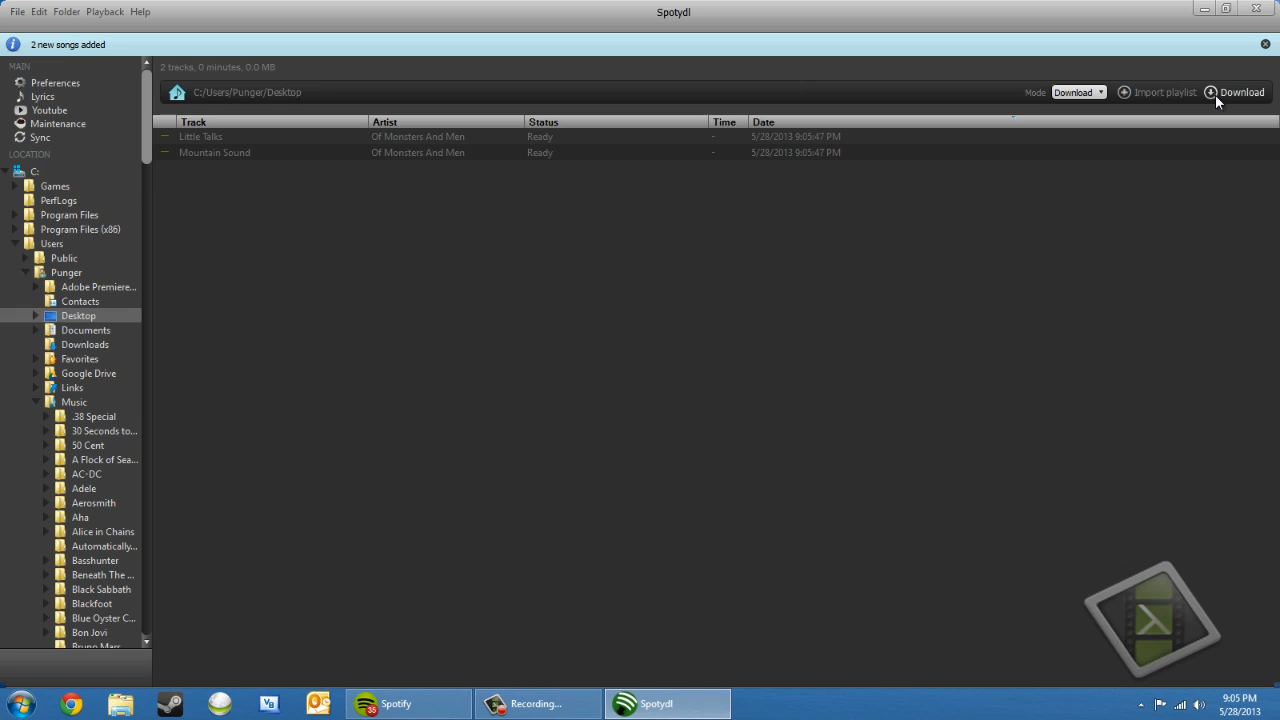 File Edit Folder Playback Help
Spotydl
2 new songs added
MAIN
Preferences
Lyrics
Youtube
Maintenance
Sync
LOCATION
C:
Games
PerfLogs
Program Files
Program Files (x86)
Users
Public
Punger
Adobe Premiere...
Contacts
Desktop
Documents
Downloads
Favorites
Google Drive
Links
Music
.38 Special
30 Seconds to...
50 Cent
A Flock of Sea...
AC-DC
Adele
Aerosmith
Aha
Alice in Chains
Automatically...
Basshunter
Beneath The ...
Black Sabbath
Blackfoot
Blue Oyster C...
Bon Jovi
Bruno Mars
2 tracks, 0 minutes, 0.0 MB
C:/Users/Punger/Desktop
Mode Download Import playlist Download
Track Artist Status Time Date
Little Talks Of Monsters And Men Ready - 5/28/2013 9:05:47 PM
Mountain Sound Of Monsters And Men Ready - 5/28/2013 9:05:47 PM
VB
35 Spotify
Recording...
Spotydl
9:05 PM
5/28/2013